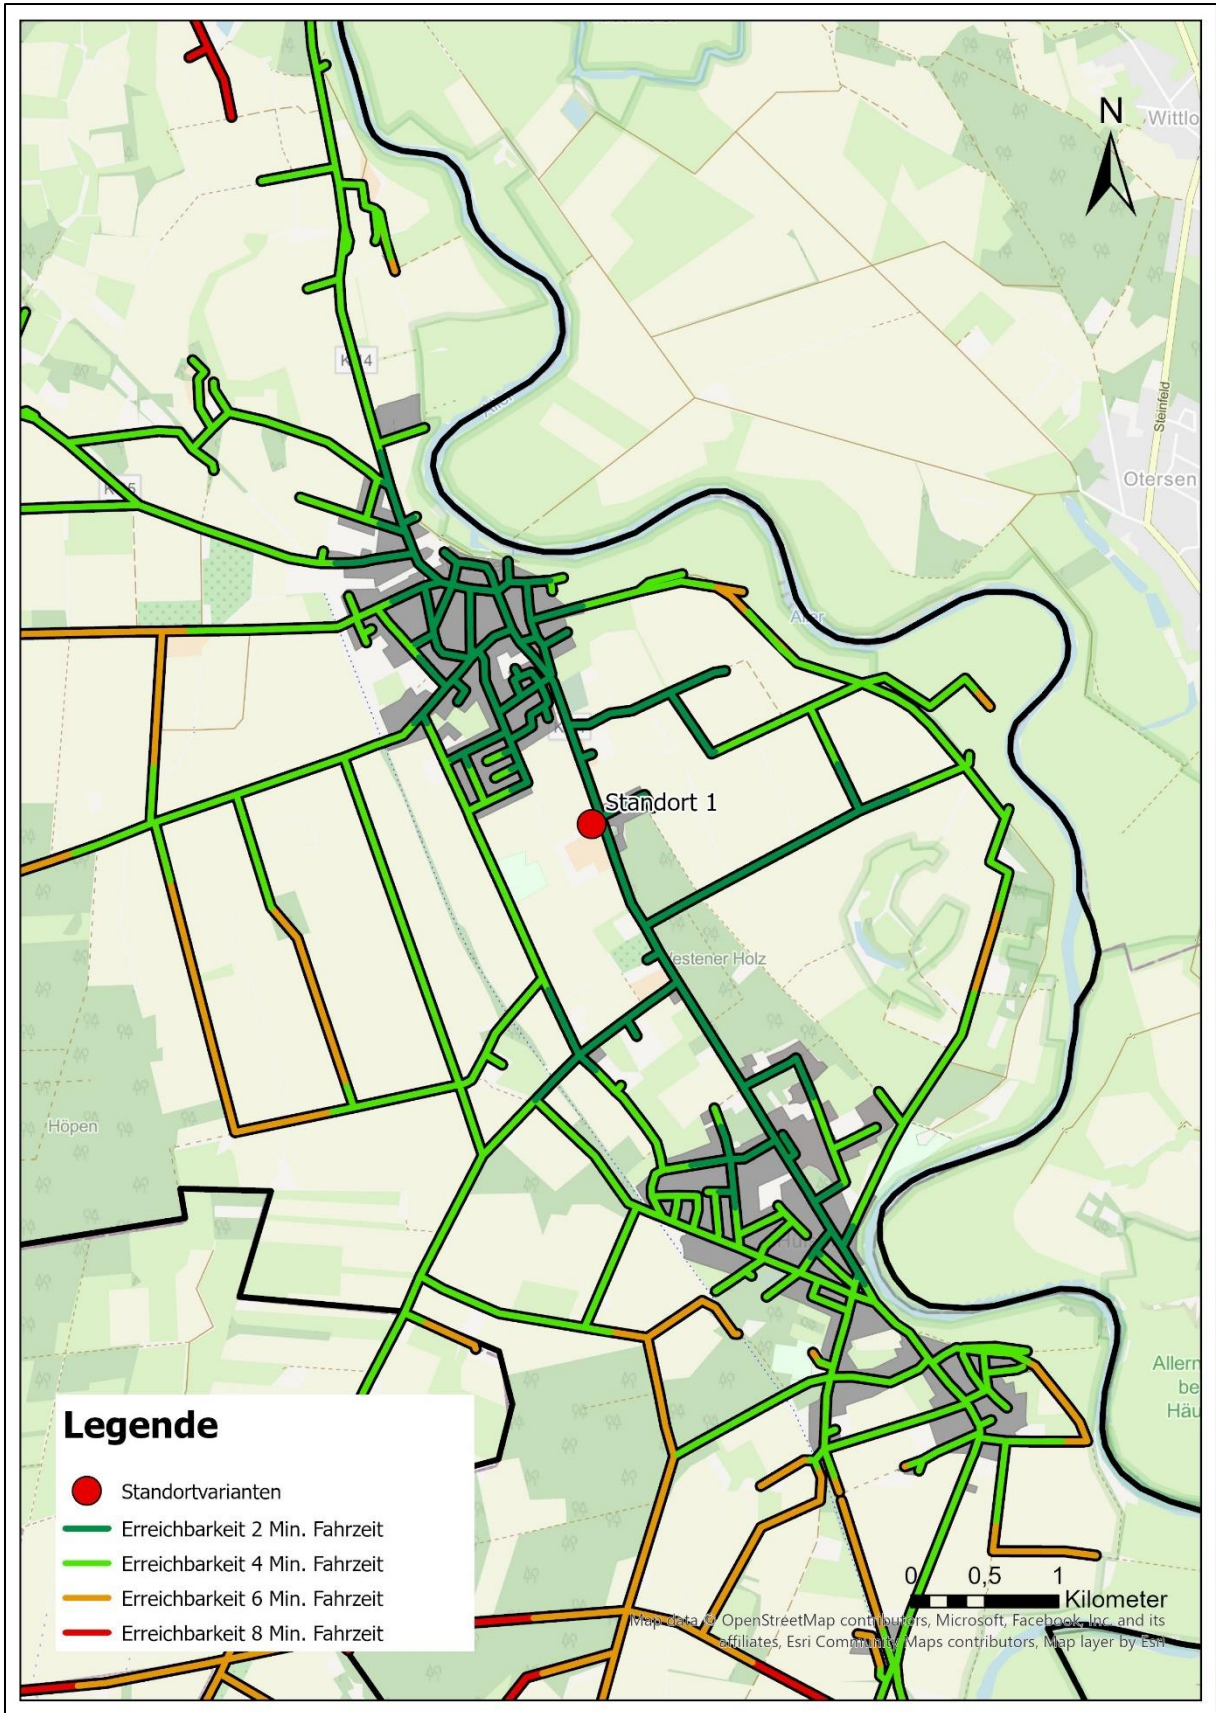 N
Wittlo
K 14
Aller
Steinfeld
Otersen
Aller
Standort 1
Westener Holz
Höpen
Allern
be
Häu
Legende
Standortvarianten
Erreichbarkeit 2 Min. Fahrzeit
Erreichbarkeit 4 Min. Fahrzeit
Erreichbarkeit 6 Min. Fahrzeit
Erreichbarkeit 8 Min. Fahrzeit
0 0,5 1
Kilometer
Map data © OpenStreetMap contributors, Microsoft, Facebook, Inc. and its
affiliates, Esri Community Maps contributors, Map layer by Esri